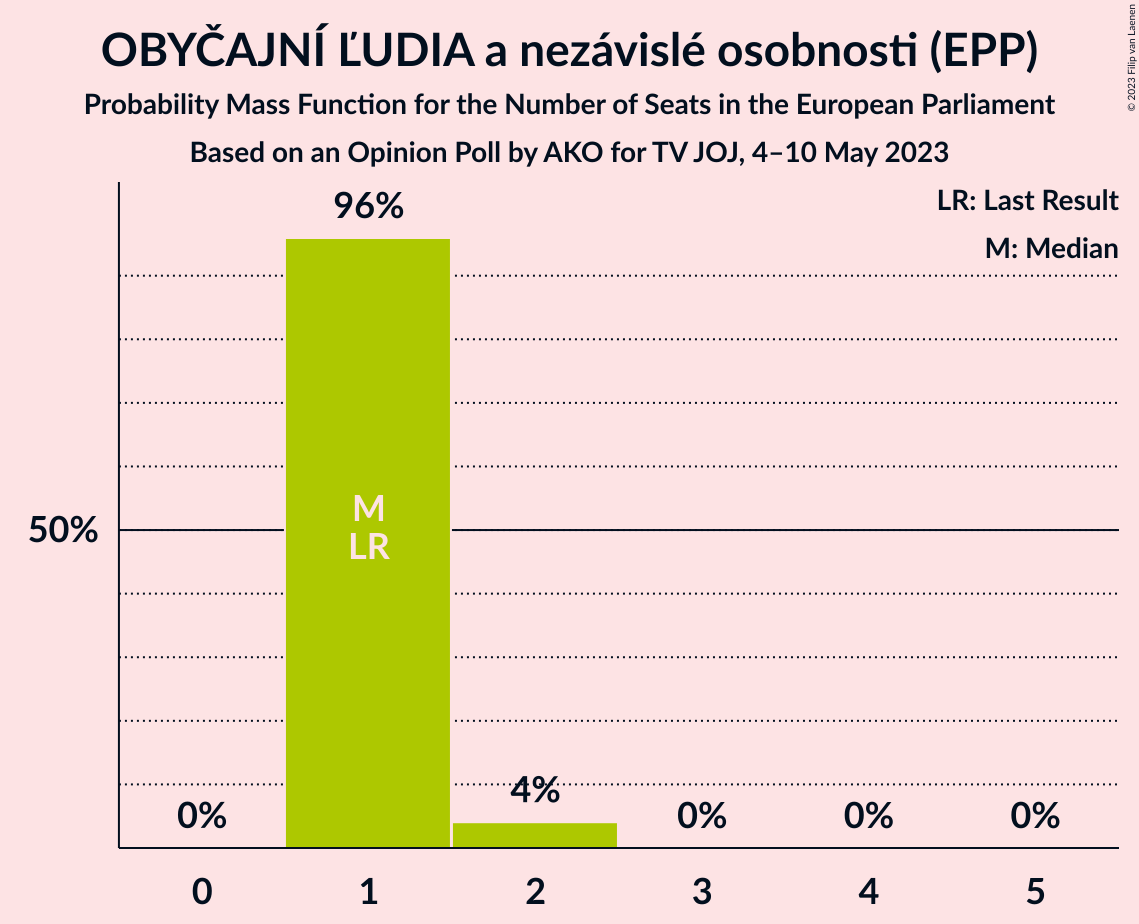 OBYČAJNÍ ĽUDIA a nezávislé osobnosti (EPP)
Probability Mass Function for the Number of Seats in the European Parliament
Based on an Opinion Poll by AKO for TV JOJ, 4–10 May 2023
© 2023 Filip van Laenen
LR: Last Result
M: Median
96%
M
LR
50%
0%
4%
0%
0%
0%
0
1
2
3
4
5